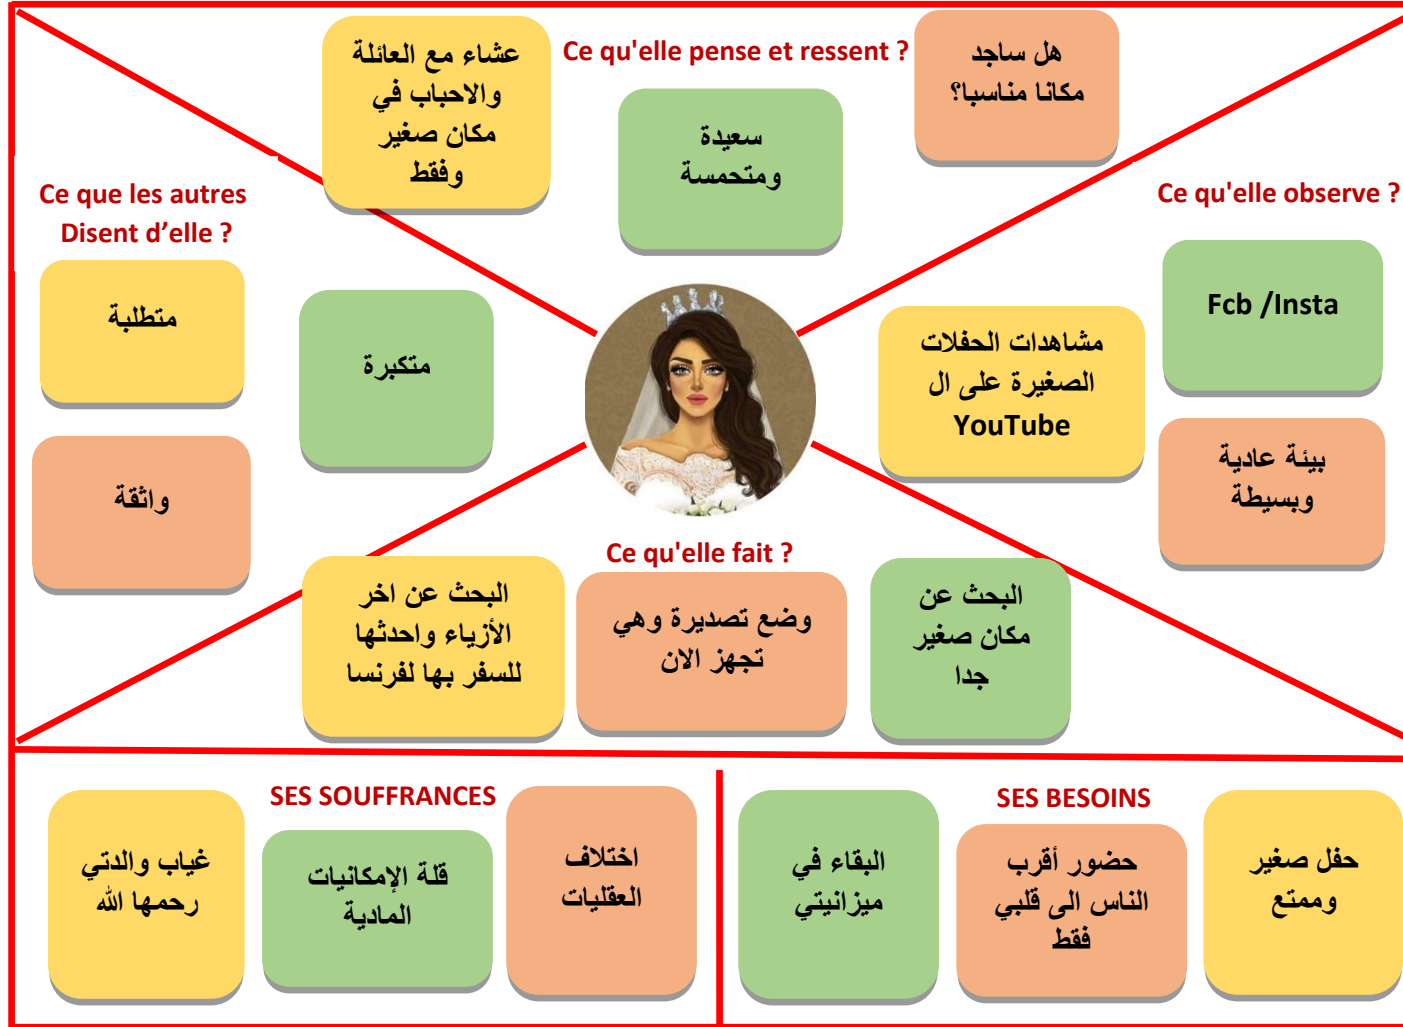 Ce qu'elle pense et ressent ?
عشاء مع العائلة
والاحباب في
مكان صغير
وفقط
سعيدة
ومتحمسة
هل ساجد
مكانا مناسبا؟
Ce que les autres
Disent d’elle ?
متطلبة
متكبرة
واثقة
Ce qu'elle observe ?
Fcb /Insta
مشاهدات الحفلات
الصغيرة على ال
YouTube
بيئة عادية
وبسيطة
Ce qu'elle fait ?
البحث عن اخر
الأزياء واحدثها
للسفر بها لفرنسا
وضع تصديرة وهي
تجهز الان
البحث عن
مكان صغير
جدا
SES SOUFFRANCES
غياب والدتي
رحمها الله
قلة الإمكانيات
المادية
اختلاف
العقليات
SES BESOINS
البقاء في
ميزانيتي
حضور أقرب
الناس الى قلبي
فقط
حفل صغير
وممتع